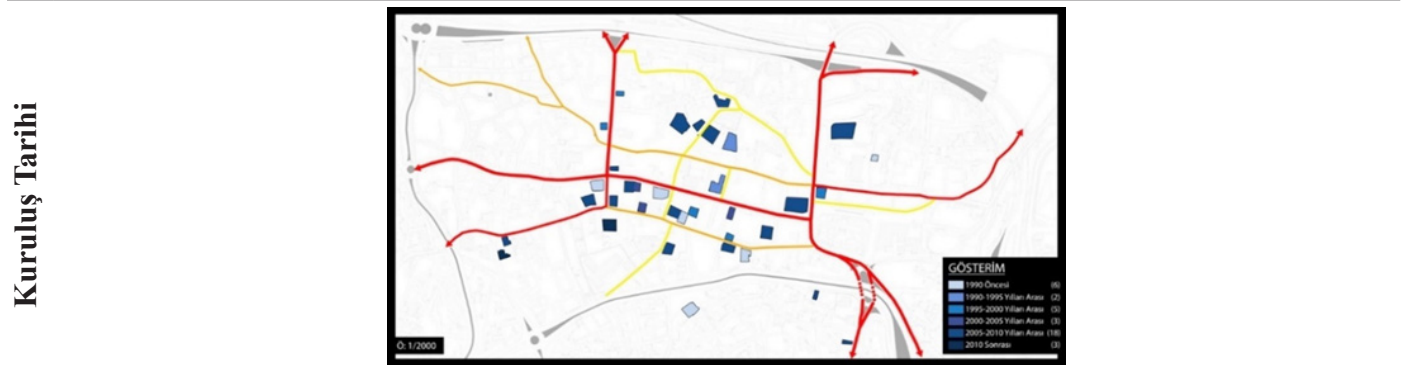 Kuruluş Tarihi
GÖSTERİM
1990 Öncesi (6)
1990-1995 Yılları Arası (2)
1995-2000 Yılları Arası (5)
2000-2005 Yılları Arası (3)
2005-2010 Yılları Arası (18)
2010 Sonrası (3)
Ö: 1/2000